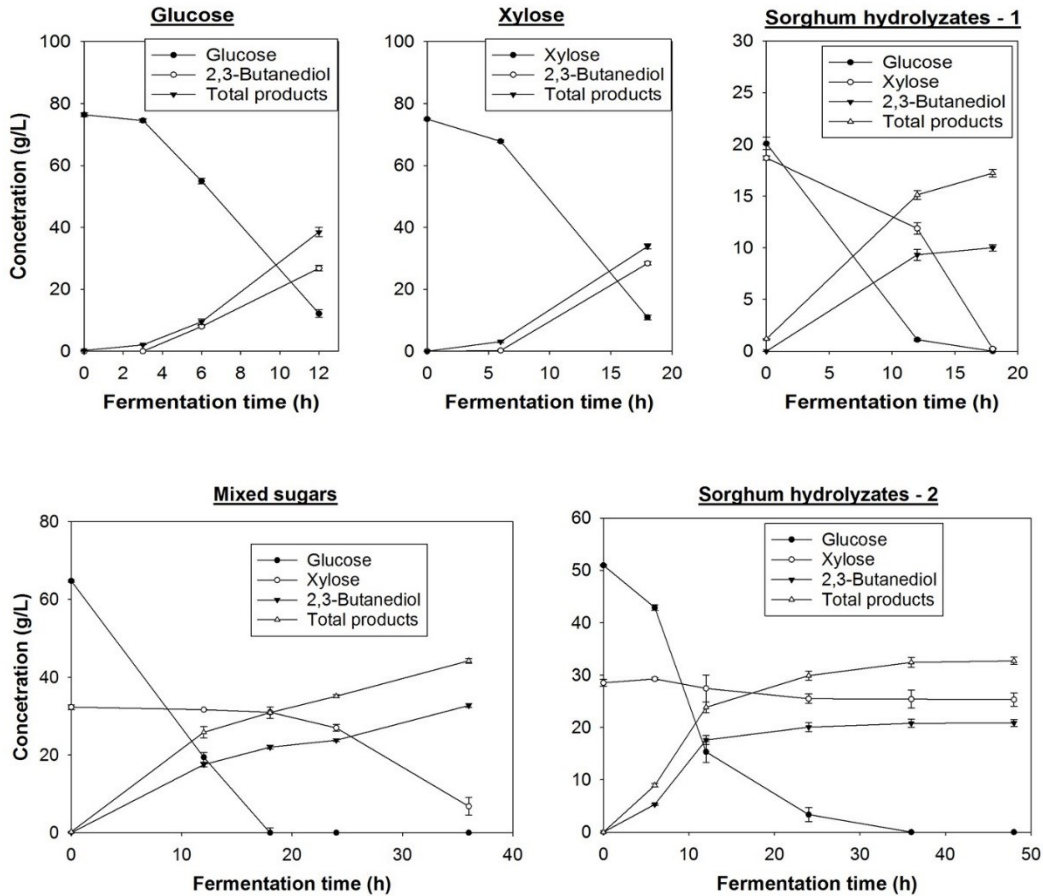 Glucose
Xylose
Sorghum hydrolyzates - 1
Concetration (g/L)
100
80
60
40
20
0
Glucose
2,3-Butanediol
Total products
0 2 4 6 8 10 12
Fermentation time (h)
100
80
60
40
20
0
Xylose
2,3-Butanediol
Total products
0 5 10 15 20
Fermentation time (h)
30
25
20
15
10
5
0
Glucose
Xylose
2,3-Butanediol
Total products
0 5 10 15 20
Fermentation time (h)
Mixed sugars
Concetration (g/L)
80
60
40
20
0
Glucose
Xylose
2,3-Butanediol
Total products
0 10 20 30 40
Fermentation time (h)
Sorghum hydrolyzates - 2
60
50
40
30
20
10
0
Glucose
Xylose
2,3-Butanediol
Total products
0 10 20 30 40 50
Fermentation time (h)